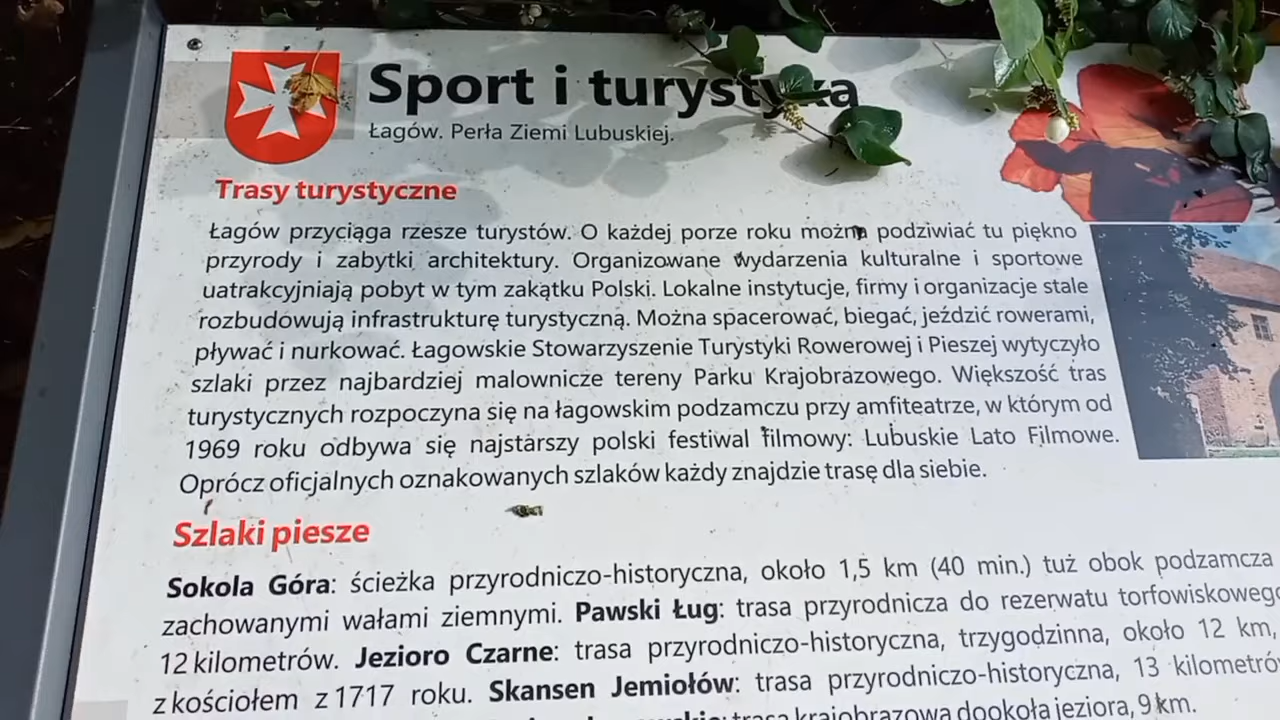 Sport i turystyka
Łagów. Perła Ziemi Lubuskiej.
Trasy turystyczne
Łagów przyciąga rzesze turystów. O każdej porze roku można podziwiać tu piękno
przyrody i zabytki architektury. Organizowane wydarzenia kulturalne i sportowe
uatrakcyjniają pobyt w tym zakątku Polski. Lokalne instytucje, firmy i organizacje stale
rozbudowują infrastrukturę turystyczną. Można spacerować, biegać, jeździć rowerami,
pływać i nurkować. Łagowskie Stowarzyszenie Turystyki Rowerowej i Pieszej wytyczyło
szlaki przez najbardziej malownicze tereny Parku Krajobrazowego. Większość tras
turystycznych rozpoczyna się na łagowskim podzamczu przy amfiteatrze, w którym od
1969 roku odbywa się najstarszy polski festiwal filmowy: Lubuskie Lato Filmowe.
Oprócz oficjalnych oznakowanych szlaków każdy znajdzie trasę dla siebie.
Szlaki piesze
Sokola Góra: ścieżka przyrodniczo-historyczna, około 1,5 km (40 min.) tuż obok podzamcza
zachowanymi wałami ziemnymi. Pawski Ług: trasa przyrodnicza do rezerwatu torfowiskowego
12 kilometrów. Jezioro Czarne: trasa przyrodniczo-historyczna, trzygodzinna, około 12 km,
z kościołem z 1717 roku. Skansen Jemiołów: trasa przyrodniczo-historyczna, 13 kilometrów
trasa krajobrazowa dookoła jeziora, 9 km.